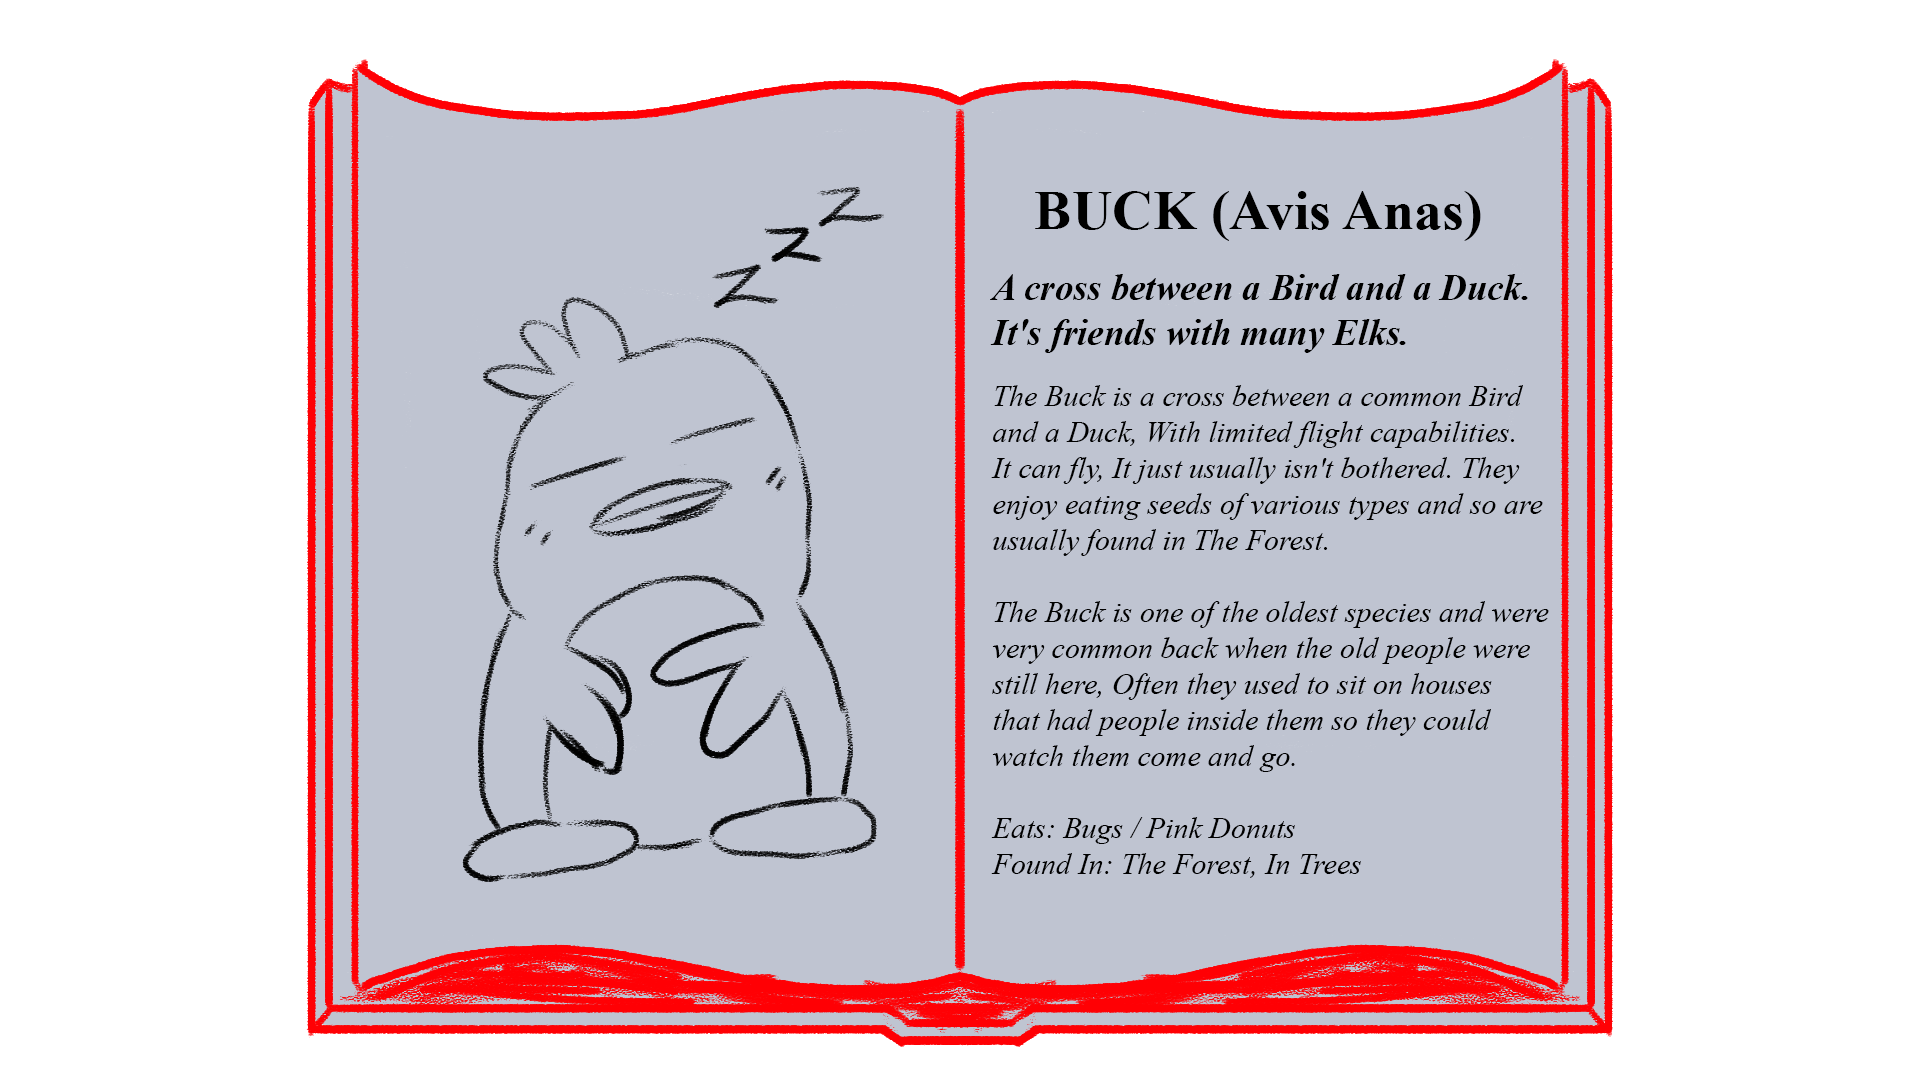 z
z
z
BUCK (Avis Anas)
A cross between a Bird and a Duck.
It's friends with many Elks.
The Buck is a cross between a common Bird
and a Duck, With limited flight capabilities.
It can fly, It just usually isn't bothered. They
enjoy eating seeds of various types and so are
usually found in The Forest.
The Buck is one of the oldest species and were
very common back when the old people were
still here, Often they used to sit on houses
that had people inside them so they could
watch them come and go.
Eats: Bugs / Pink Donuts
Found In: The Forest, In Trees